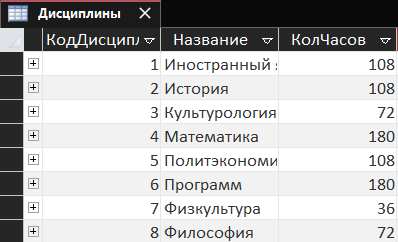 Дисциплины
КодДисципл Название КолЧасов
1 Иностранный 108
2 История 108
3 Культурология 72
4 Математика 180
5 Политэкономи 108
6 Программ 180
7 Физкультура 36
8 Философия 72